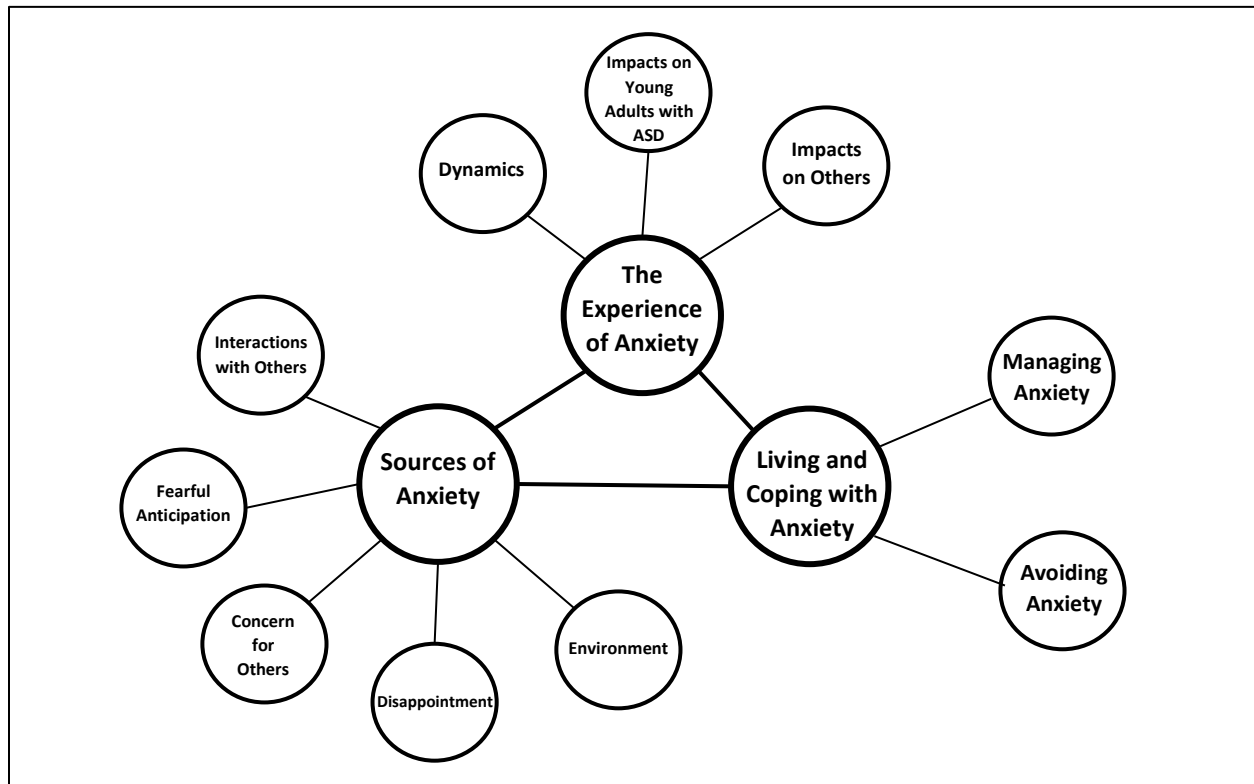 Impacts on
Young
Adults with
ASD
Dynamics
Impacts
on Others
The
Experience
of Anxiety
Interactions
with Others
Managing
Anxiety
Sources of
Anxiety
Living and
Coping with
Anxiety
Fearful
Anticipation
Avoiding
Anxiety
Concern
for
Others
Environment
Disappointment